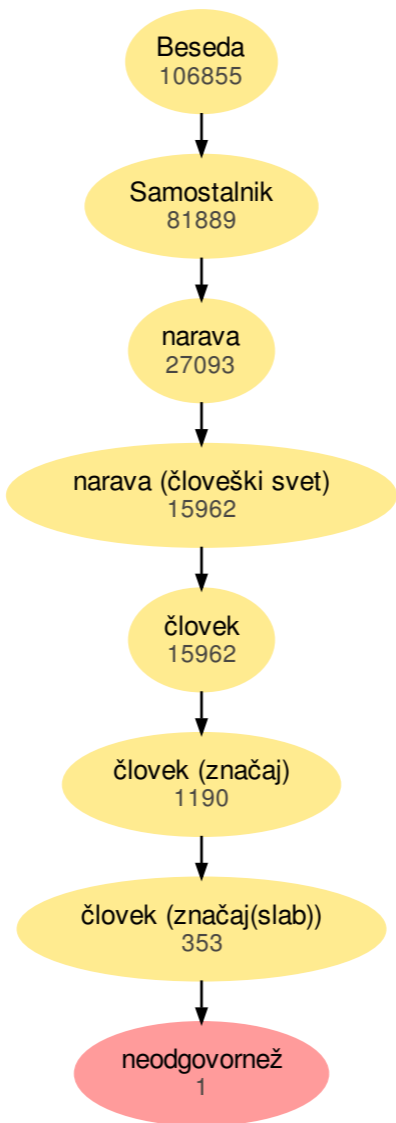 Beseda
106855
Samostalnik
81889
narava
27093
narava (človeški svet)
15962
človek
15962
človek (značaj)
1190
človek (značaj(slab))
353
neodgovornež
1